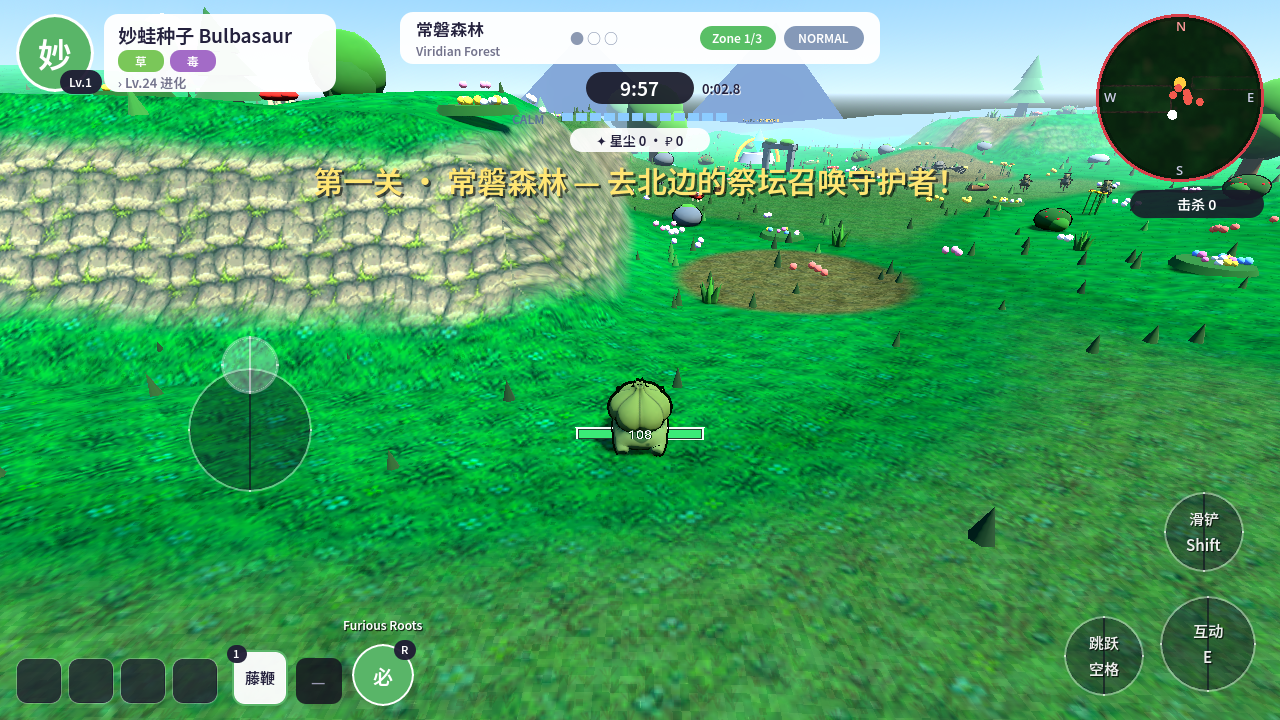 妙
Lv.1
妙蛙种子 Bulbasaur
草 毒
› Lv.24 进化
常磐森林
Viridian Forest
Zone 1/3
NORMAL
9:57
0:02.8
CALM
✦ 星尘 0 · ₽ 0
第一关 · 常磐森林 — 去北边的祭坛召唤守护者!
N
W
E
S
击杀 0
108
滑铲
Shift
跳跃
空格
互动
E
Furious Roots
1
藤鞭
—
必
R